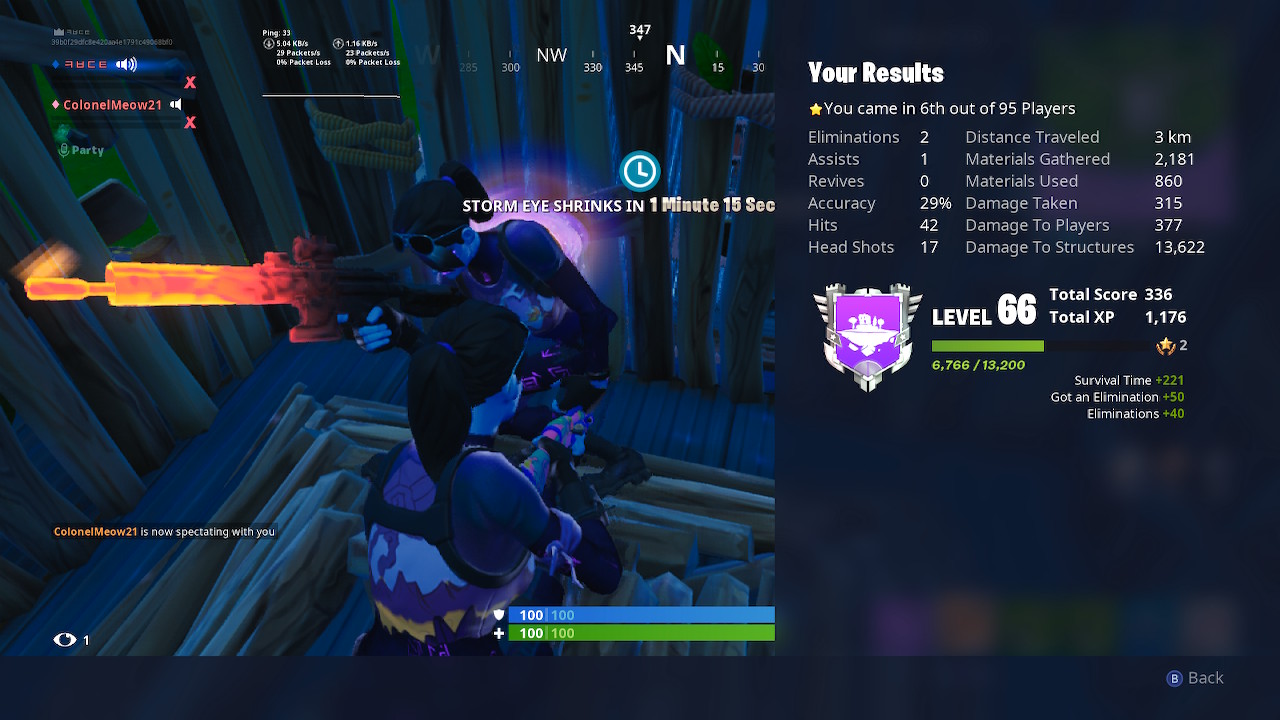 ㅋㅂㄷㄷ
Ping: 33
5.04 KB/s 1.16 KB/s
29 Packets/s 23 Packets/s
0% Packet Loss 0% Packet Loss
347
W 285 300 NW 330 345 N 15 30
ColonelMeow21
Party
STORM EYE SHRINKS IN 1 Minute 15 Sec
ColonelMeow21 is now spectating with you
100 100
100 100
1
Your Results
You came in 6th out of 95 Players
Eliminations 2 Distance Traveled 3 km
Assists 1 Materials Gathered 2,181
Revives 0 Materials Used 860
Accuracy 29% Damage Taken 315
Hits 42 Damage To Players 377
Head Shots 17 Damage To Structures 13,622
LEVEL 66
Total Score 336
Total XP 1,176
2
6,766 / 13,200
Survival Time +221
Got an Elimination +50
Eliminations +40
B Back